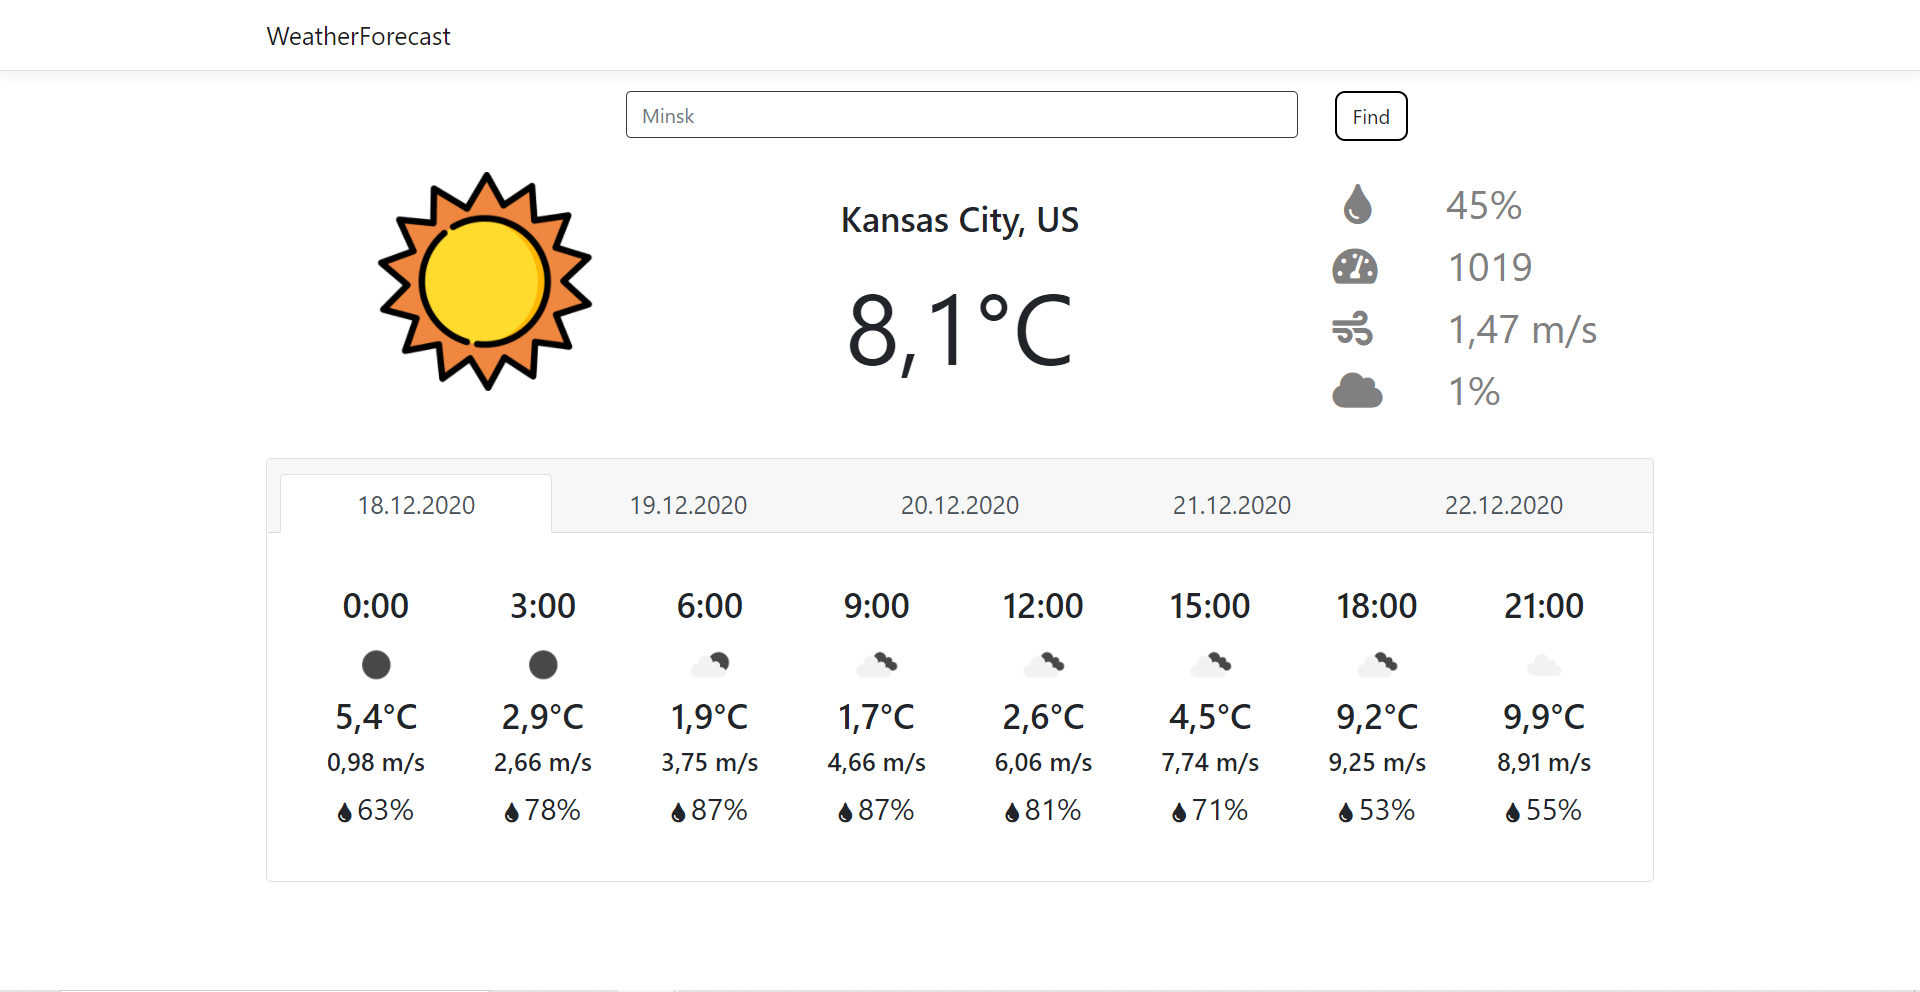 WeatherForecast
Minsk
Find
Kansas City, US
8,1°C
45%
1019
1,47 m/s
1%
18.12.2020 19.12.2020 20.12.2020 21.12.2020 22.12.2020
0:00 3:00 6:00 9:00 12:00 15:00 18:00 21:00
5,4°C 2,9°C 1,9°C 1,7°C 2,6°C 4,5°C 9,2°C 9,9°C
0,98 m/s 2,66 m/s 3,75 m/s 4,66 m/s 6,06 m/s 7,74 m/s 9,25 m/s 8,91 m/s
63% 78% 87% 87% 81% 71% 53% 55%